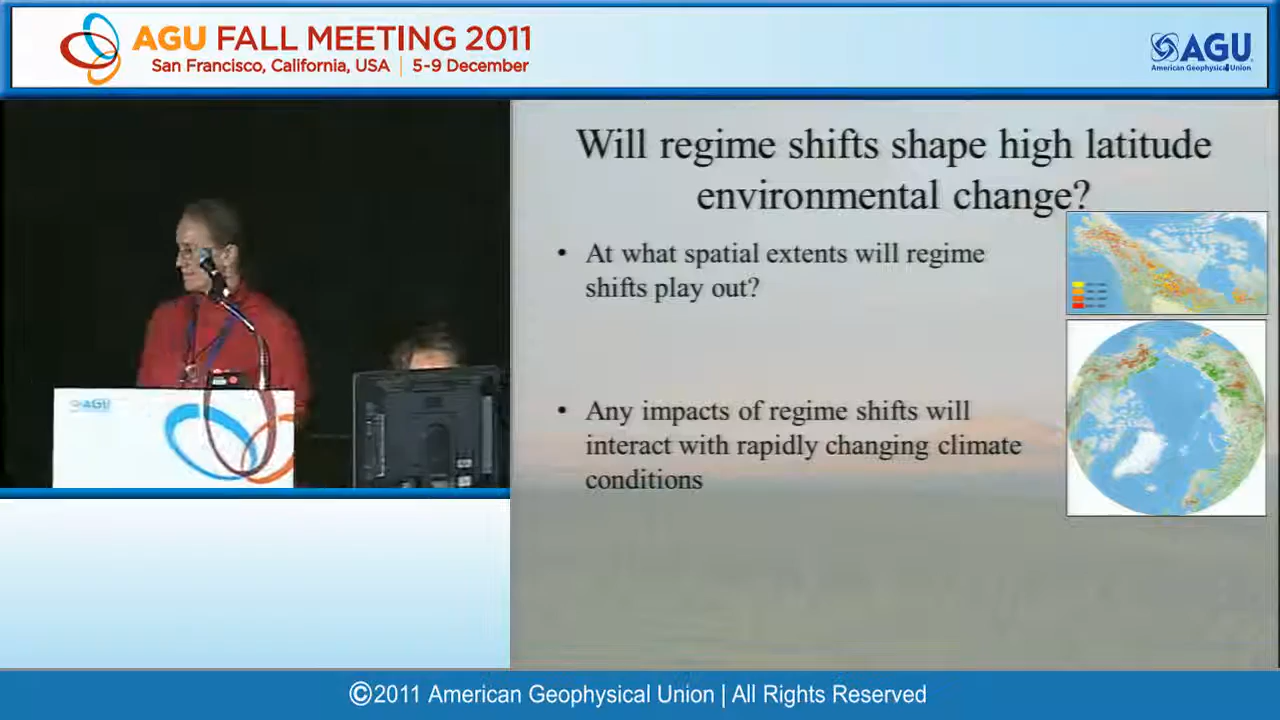 AGU FALL MEETING 2011
San Francisco, California, USA | 5-9 December
AGU
American Geophysical Union
Will regime shifts shape high latitude
environmental change?
• At what spatial extents will regime
shifts play out?
• Any impacts of regime shifts will
interact with rapidly changing climate
conditions
AGU
©2011 American Geophysical Union | All Rights Reserved